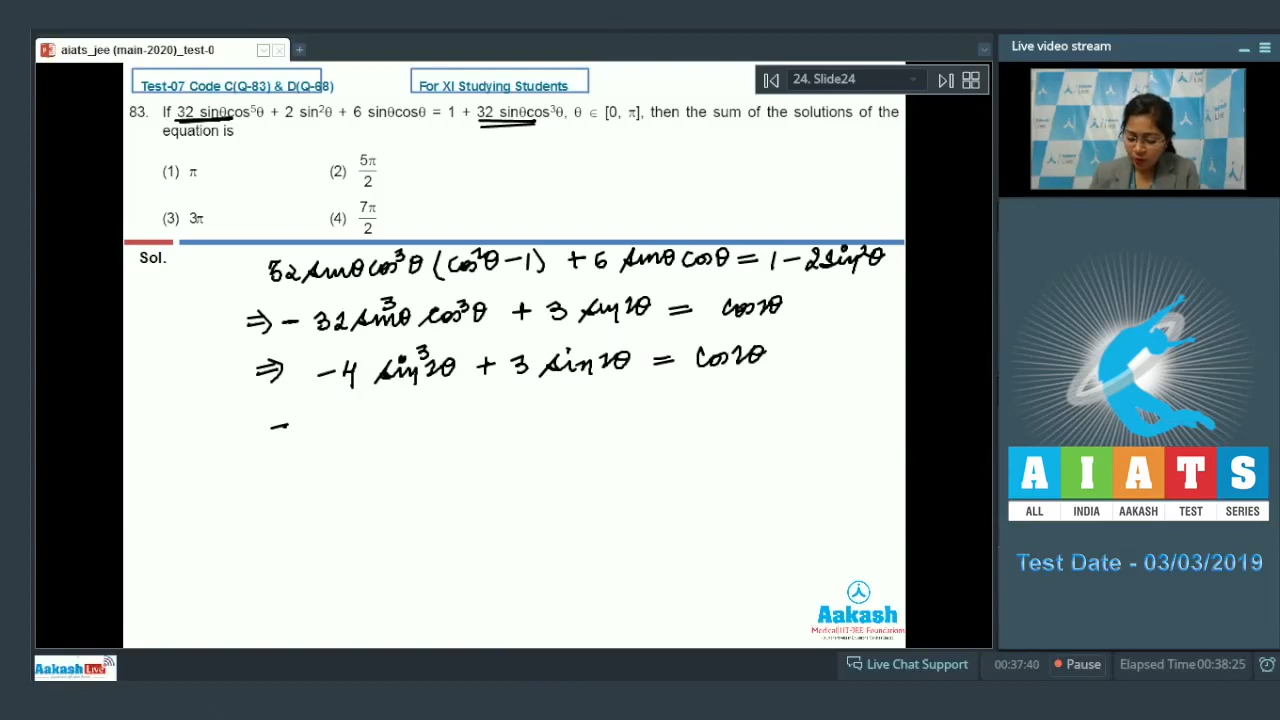 aiats_jee (main-2020)_test-0
Live video stream
Test-07 Code C(Q-83) & D(Q-68)
For XI Studying Students
24. Slide24
83. If 32 sinθcos⁵θ + 2 sin²θ + 6 sinθcosθ = 1 + 32 sinθcos³θ, θ ∈ [0, π], then the sum of the solutions of the
equation is
(1) π (2) 5π/2
(3) 3π (4) 7π/2
Sol.
32 sinθ cos³θ (cos²θ – 1) + 6 sinθ cosθ = 1 – 2 sin²θ
⇒ – 32 sin³θ cos³θ + 3 sin2θ = cos2θ
⇒ – 4 sin³2θ + 3 sin2θ = cos2θ
A I A T S
ALL INDIA AAKASH TEST SERIES
Test Date - 03/03/2019
Aakash
Medical|IIT-JEE|Foundations
Aakash Live
Live Chat Support
00:37:40
Pause
Elapsed Time 00:38:25